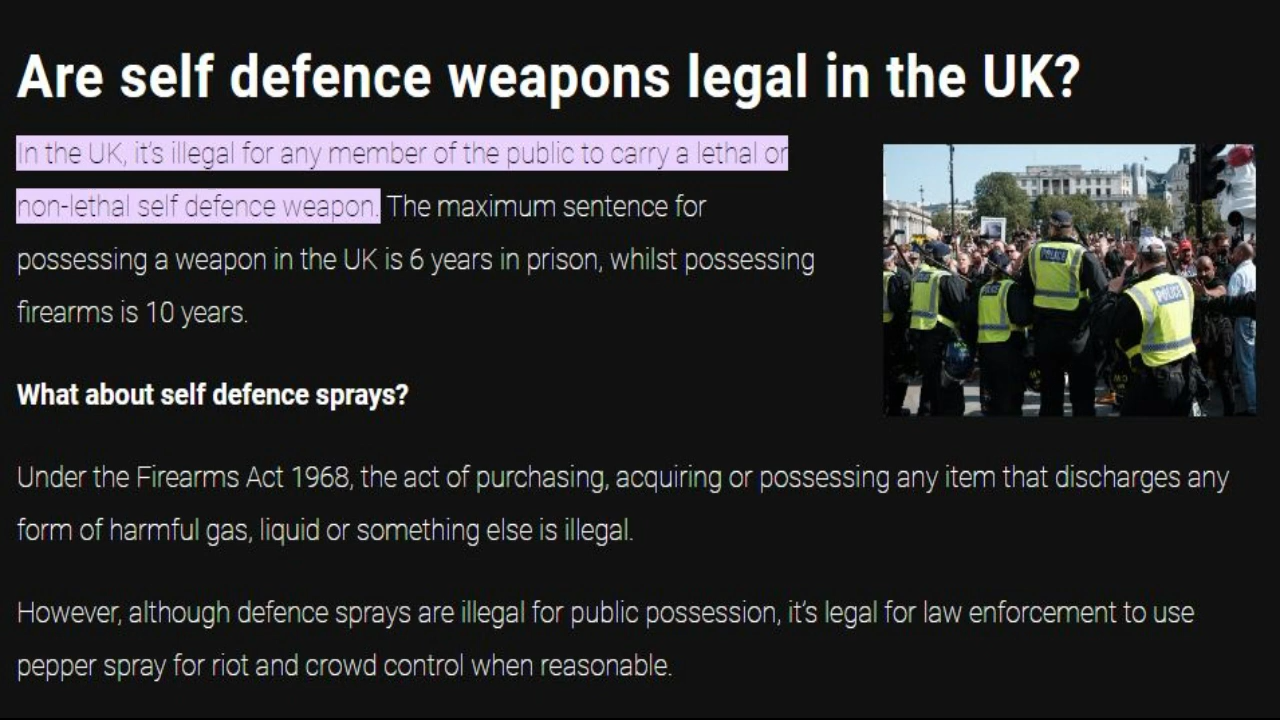 Are self defence weapons legal in the UK?
In the UK, it's illegal for any member of the public to carry a lethal or
non-lethal self defence weapon. The maximum sentence for
possessing a weapon in the UK is 6 years in prison, whilst possessing
firearms is 10 years.
POLICE
POLICE
What about self defence sprays?
Under the Firearms Act 1968, the act of purchasing, acquiring or possessing any item that discharges any
form of harmful gas, liquid or something else is illegal.
However, although defence sprays are illegal for public possession, it's legal for law enforcement to use
pepper spray for riot and crowd control when reasonable.